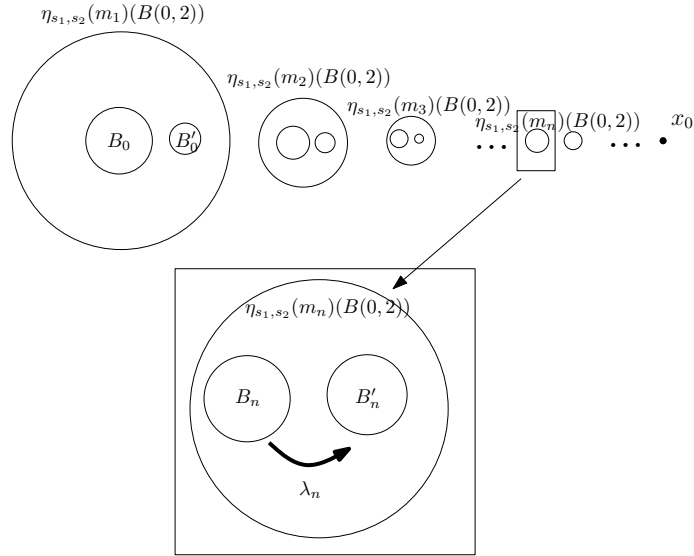 η_{s_1,s_2}(m_1)(B(0, 2))
η_{s_1,s_2}(m_2)(B(0, 2))
η_{s_1,s_2}(m_3)(B(0, 2))
η_{s_1,s_2}(m_n)(B(0, 2))
x_0
B_0
B'_0
η_{s_1,s_2}(m_n)(B(0, 2))
B_n
B'_n
λ_n